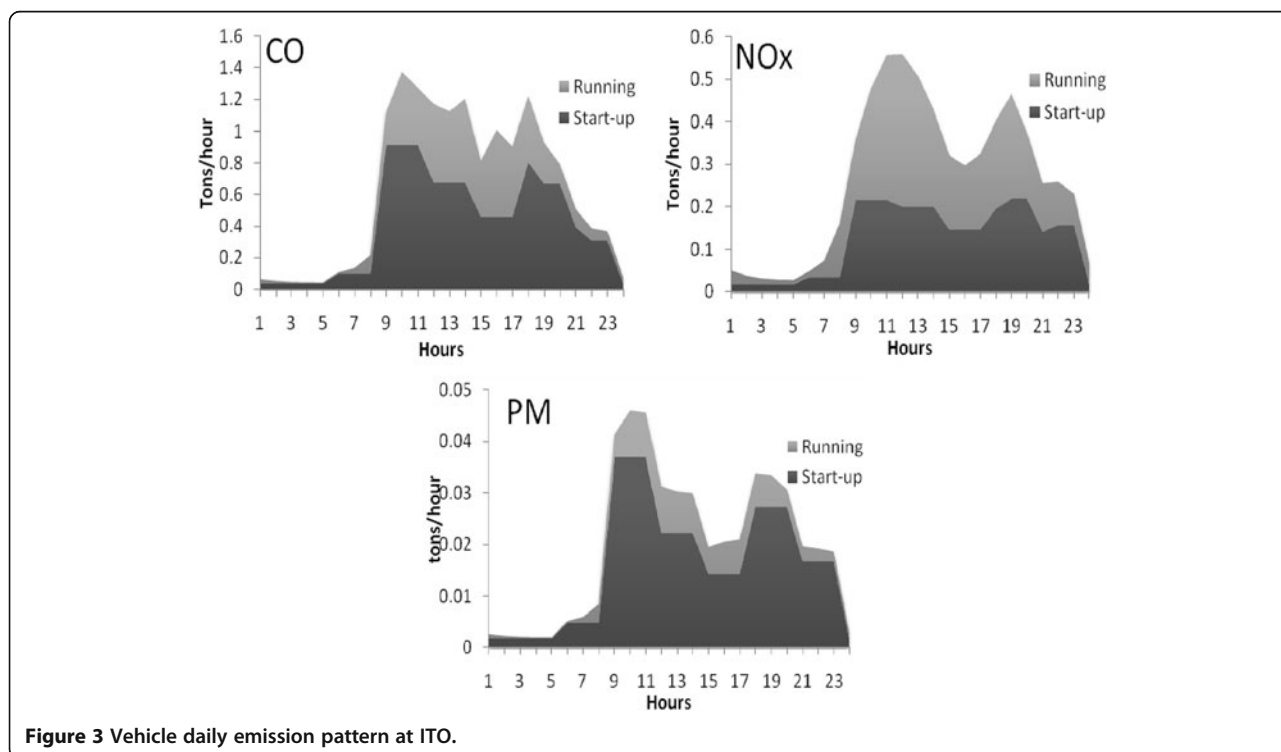 CO
1.6
1.4
1.2
1
0.8
0.6
0.4
0.2
0
Tons/hour
Running
Start-up
1 3 5 7 9 11 13 15 17 19 21 23
Hours
NOx
0.6
0.5
0.4
0.3
0.2
0.1
0
Tons/hour
Running
Start-up
1 3 5 7 9 11 13 15 17 19 21 23
Hours
PM
0.05
0.04
0.03
0.02
0.01
0
tons/hour
Running
Start-up
1 3 5 7 9 11 13 15 17 19 21 23
Hours
Figure 3 Vehicle daily emission pattern at ITO.